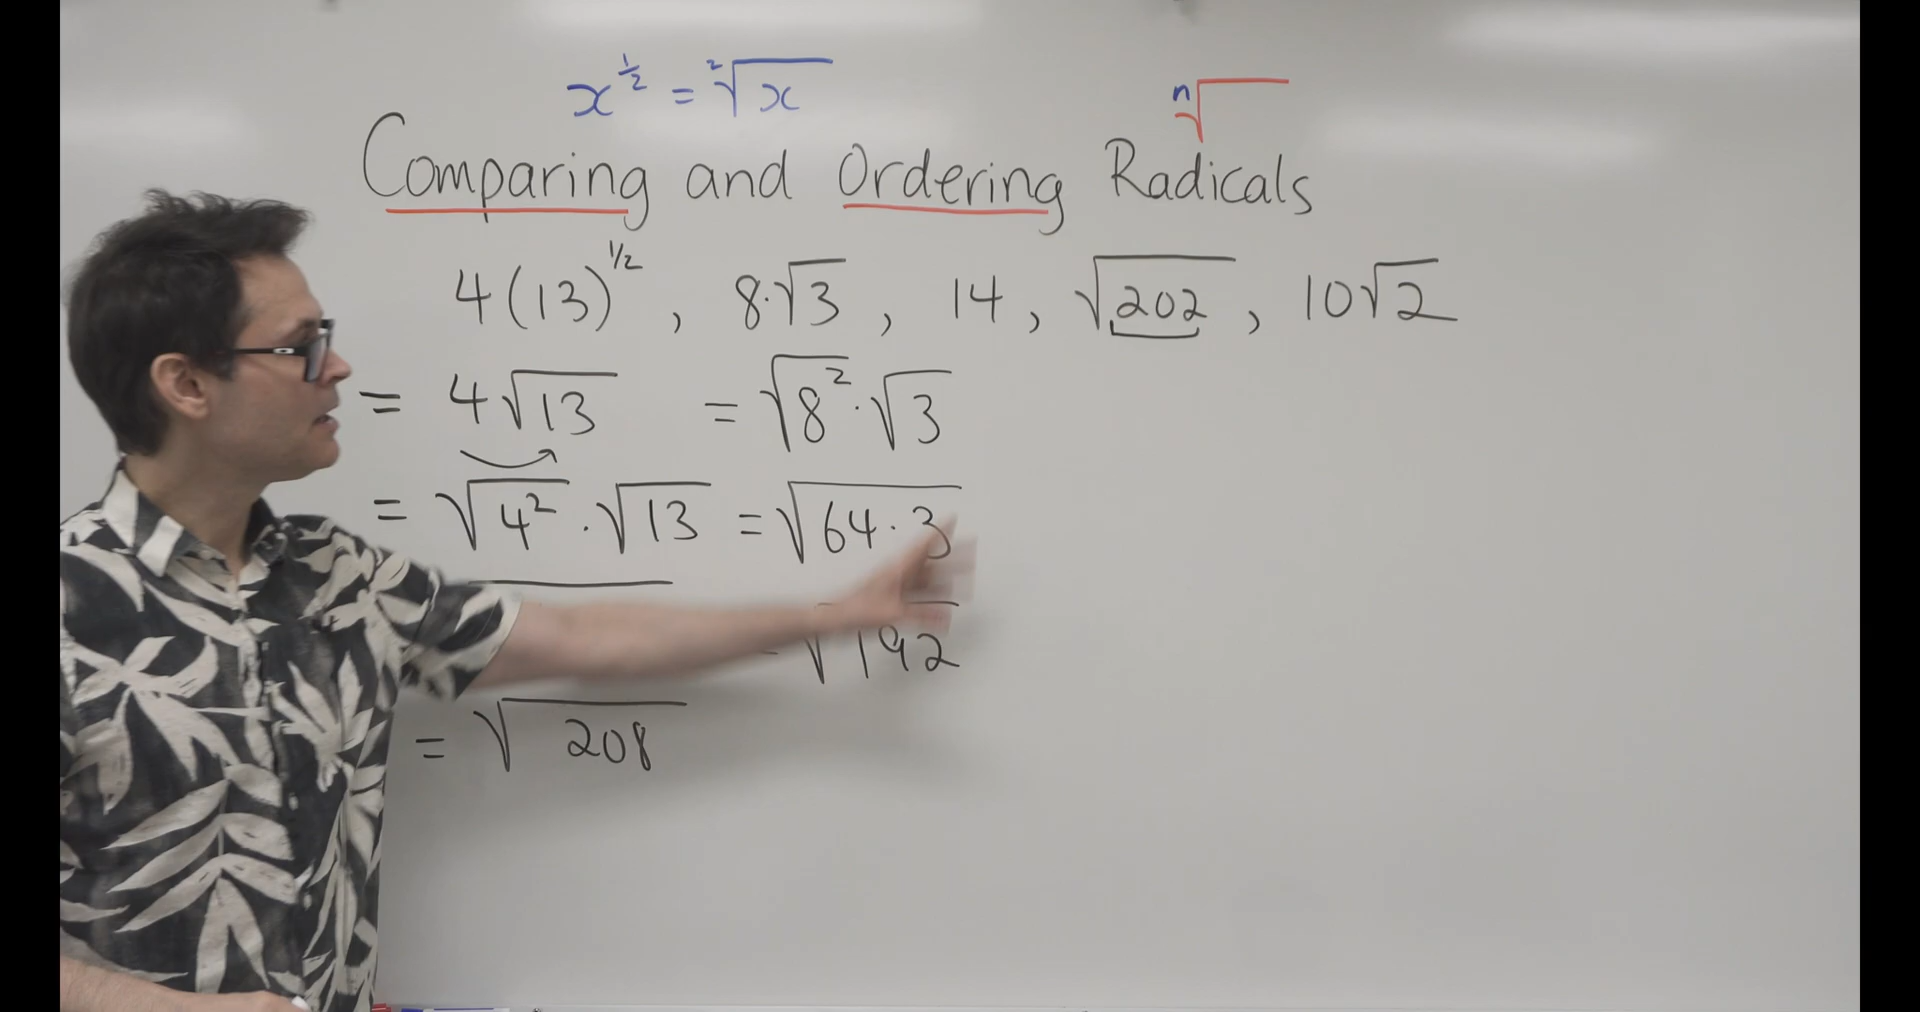 x^{1/2} = ²√x
ⁿ√
Comparing and Ordering Radicals
4(13)^{1/2} , 8·√3 , 14 , √202 , 10√2
= 4√13 = √8² · √3
= √4² · √13 = √64·3
√192
= √208